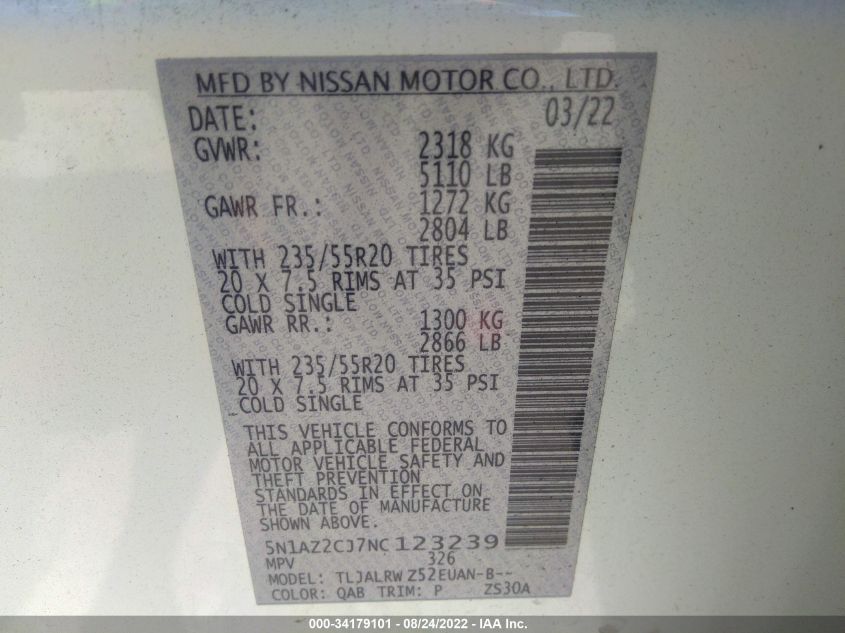 MFD BY NISSAN MOTOR CO., LTD.
DATE: 03/22
GVWR: 2318 KG
5110 LB
GAWR FR.: 1272 KG
2804 LB
WITH 235/55R20 TIRES
20 X 7.5 RIMS AT 35 PSI
COLD SINGLE
GAWR RR.: 1300 KG
2866 LB
WITH 235/55R20 TIRES
20 X 7.5 RIMS AT 35 PSI
COLD SINGLE
THIS VEHICLE CONFORMS TO
ALL APPLICABLE FEDERAL
MOTOR VEHICLE SAFETY AND
THEFT PREVENTION
STANDARDS IN EFFECT ON
THE DATE OF MANUFACTURE
SHOWN ABOVE.
5N1AZ2CJ7NC123239
MPV 326
MODEL: TLJALRW Z52EUAN-B--
COLOR: QAB TRIM: P ZS30A
000-34179101 - 08/24/2022 - IAA Inc.